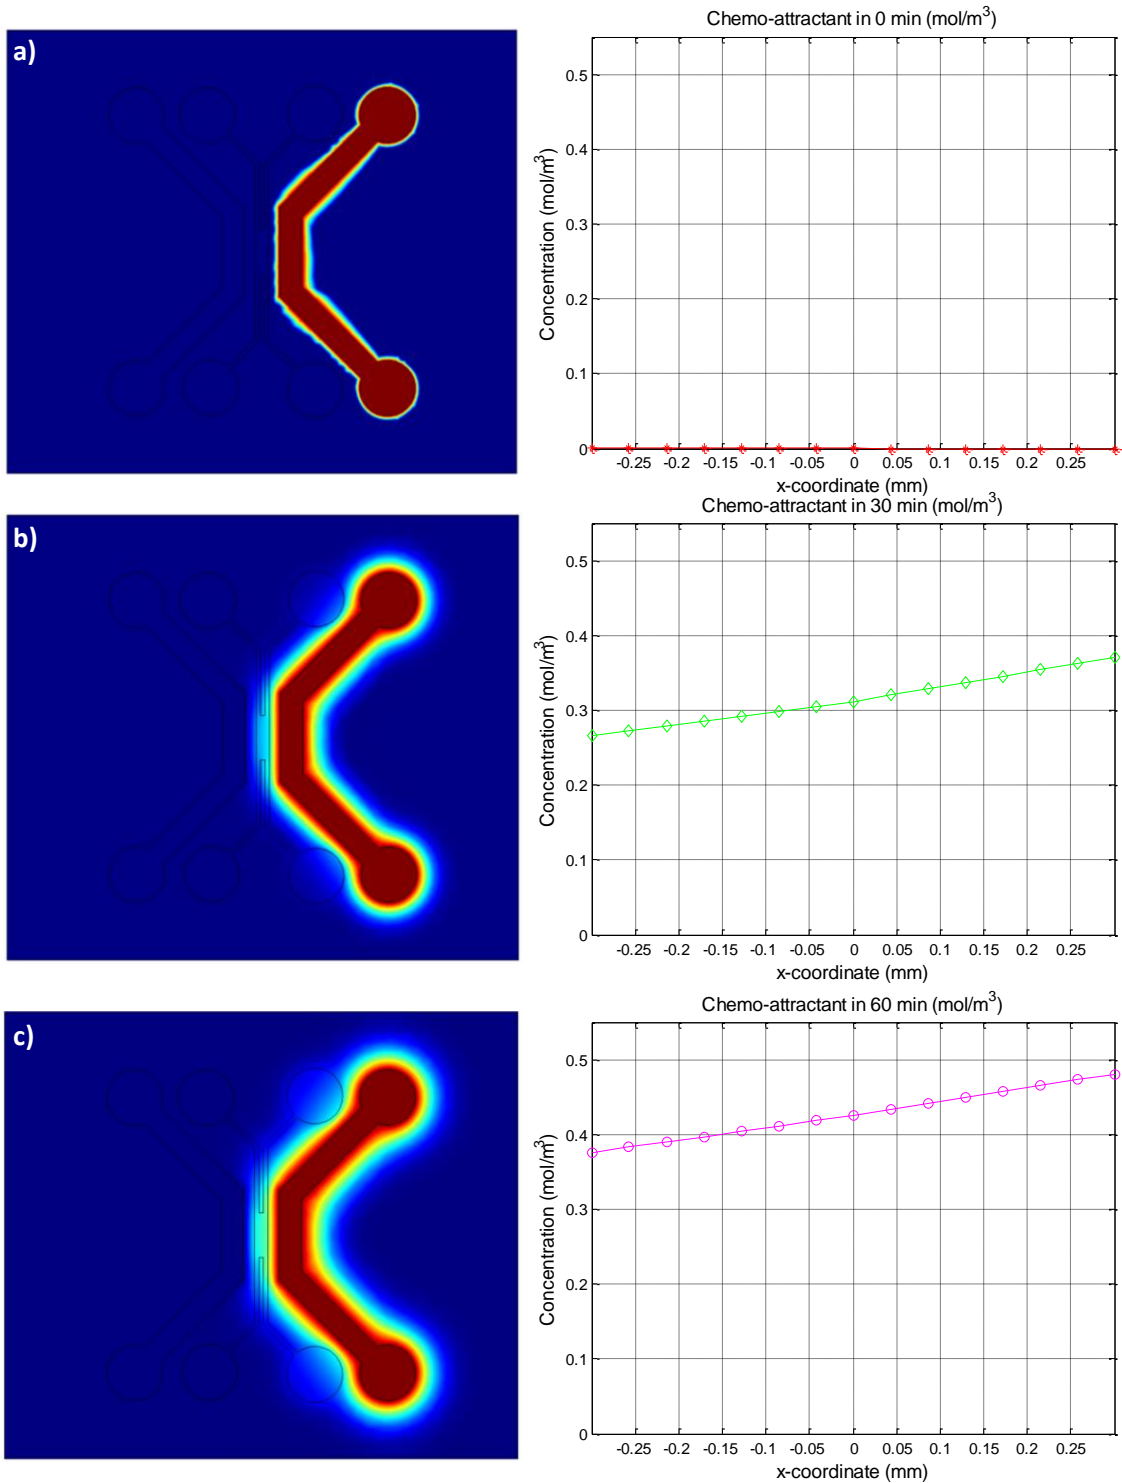 a)
Chemo-attractant in 0 min (mol/m³)
Concentration (mol/m³)
0.5
0.4
0.3
0.2
0.1
0
-0.25 -0.2 -0.15 -0.1 -0.05 0 0.05 0.1 0.15 0.2 0.25
x-coordinate (mm)
b)
Chemo-attractant in 30 min (mol/m³)
Concentration (mol/m³)
0.5
0.4
0.3
0.2
0.1
0
-0.25 -0.2 -0.15 -0.1 -0.05 0 0.05 0.1 0.15 0.2 0.25
x-coordinate (mm)
c)
Chemo-attractant in 60 min (mol/m³)
Concentration (mol/m³)
0.5
0.4
0.3
0.2
0.1
0
-0.25 -0.2 -0.15 -0.1 -0.05 0 0.05 0.1 0.15 0.2 0.25
x-coordinate (mm)